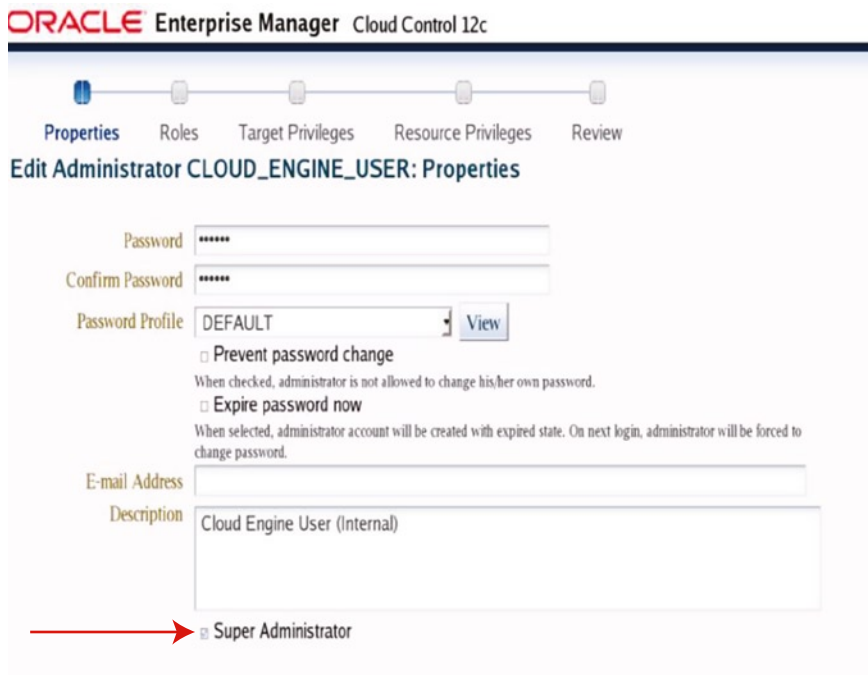 ORACLE Enterprise Manager Cloud Control 12c
Properties Roles Target Privileges Resource Privileges Review
Edit Administrator CLOUD_ENGINE_USER: Properties
Password ••••••
Confirm Password ••••••
Password Profile DEFAULT View
Prevent password change
When checked, administrator is not allowed to change his/her own password.
Expire password now
When selected, administrator account will be created with expired state. On next login, administrator will be forced to
change password.
E-mail Address
Description Cloud Engine User (Internal)
Super Administrator